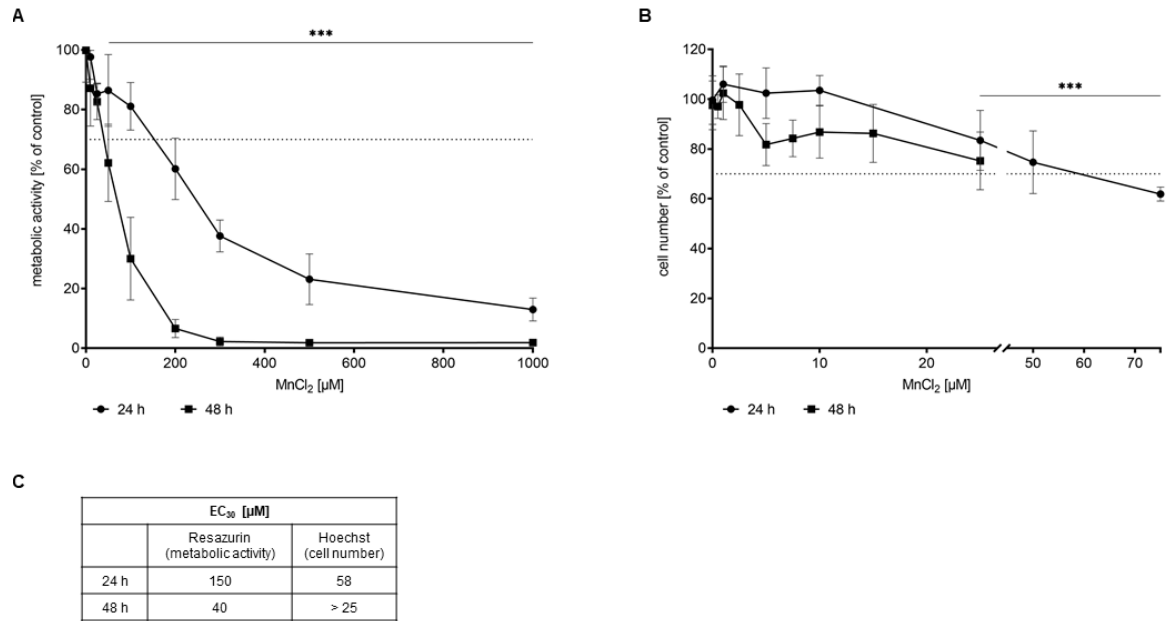 A
***
100
80
60
40
20
0
metabolic activity [% of control]
0 200 400 600 800 1000
MnCl₂ [µM]
24 h 48 h
B
***
120
100
80
60
40
20
0
cell number [% of control]
0 10 20 50 60 70
MnCl₂ [µM]
24 h 48 h
C
EC₃₀ [µM]
Resazurin Hoechst
(metabolic activity) (cell number)
24 h 150 58
48 h 40 > 25